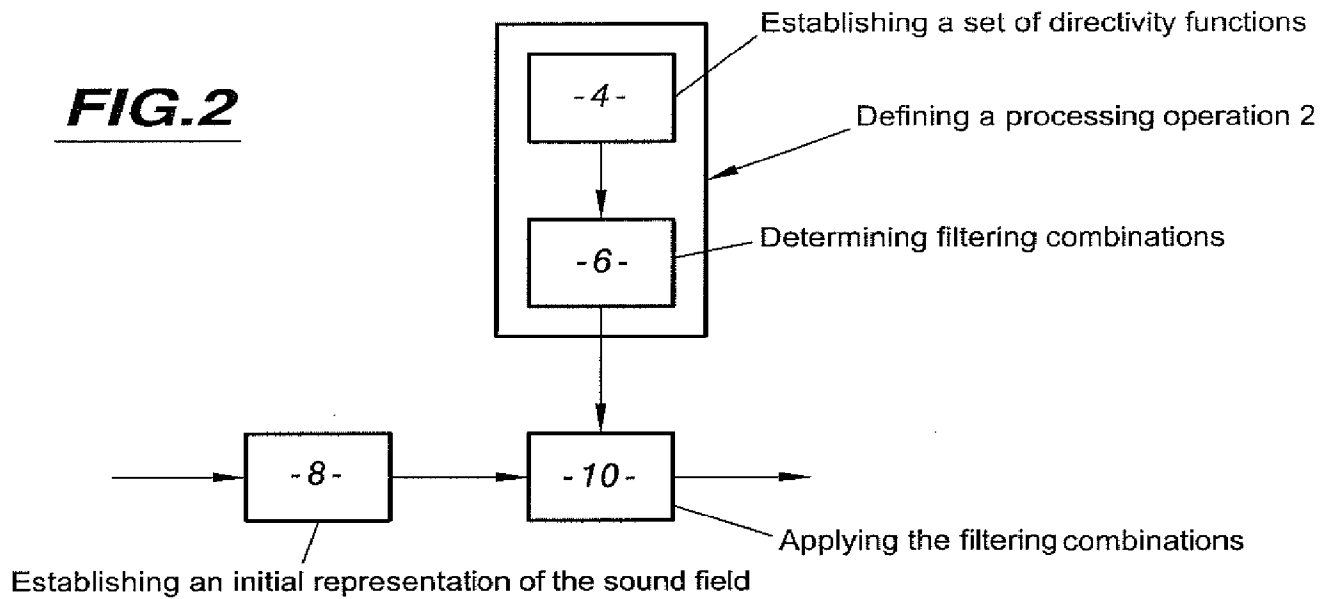 Establishing a set of directivity functions
FIG.2
-4-
Defining a processing operation 2
Determining filtering combinations
-6-
-8-
-10-
Applying the filtering combinations
Establishing an initial representation of the sound field